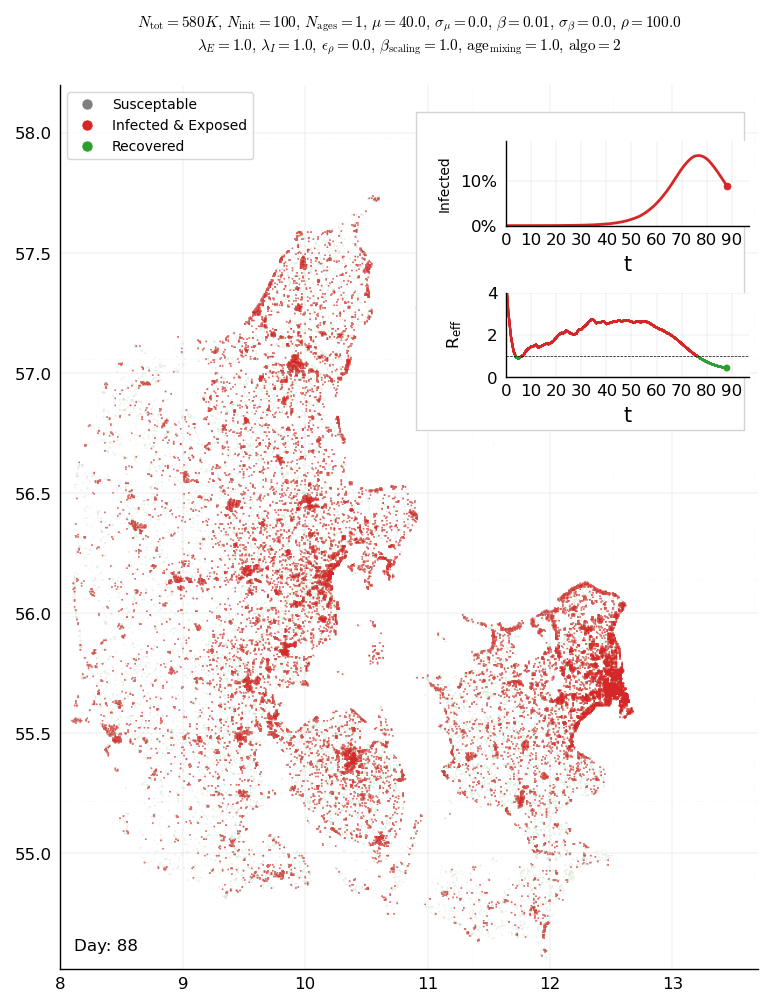 N_tot = 580K, N_init = 100, N_ages = 1, μ = 40.0, σ_μ = 0.0, β = 0.01, σ_β = 0.0, ρ = 100.0
λ_E = 1.0, λ_I = 1.0, ϵ_ρ = 0.0, β_scaling = 1.0, age_mixing = 1.0, algo = 2
Susceptable
Infected & Exposed
Recovered
58.0
57.5
57.0
56.5
56.0
55.5
55.0
Infected
10%
0%
0 10 20 30 40 50 60 70 80 90
t
R_eff
4
2
0
0 10 20 30 40 50 60 70 80 90
t
Day: 88
8 9 10 11 12 13